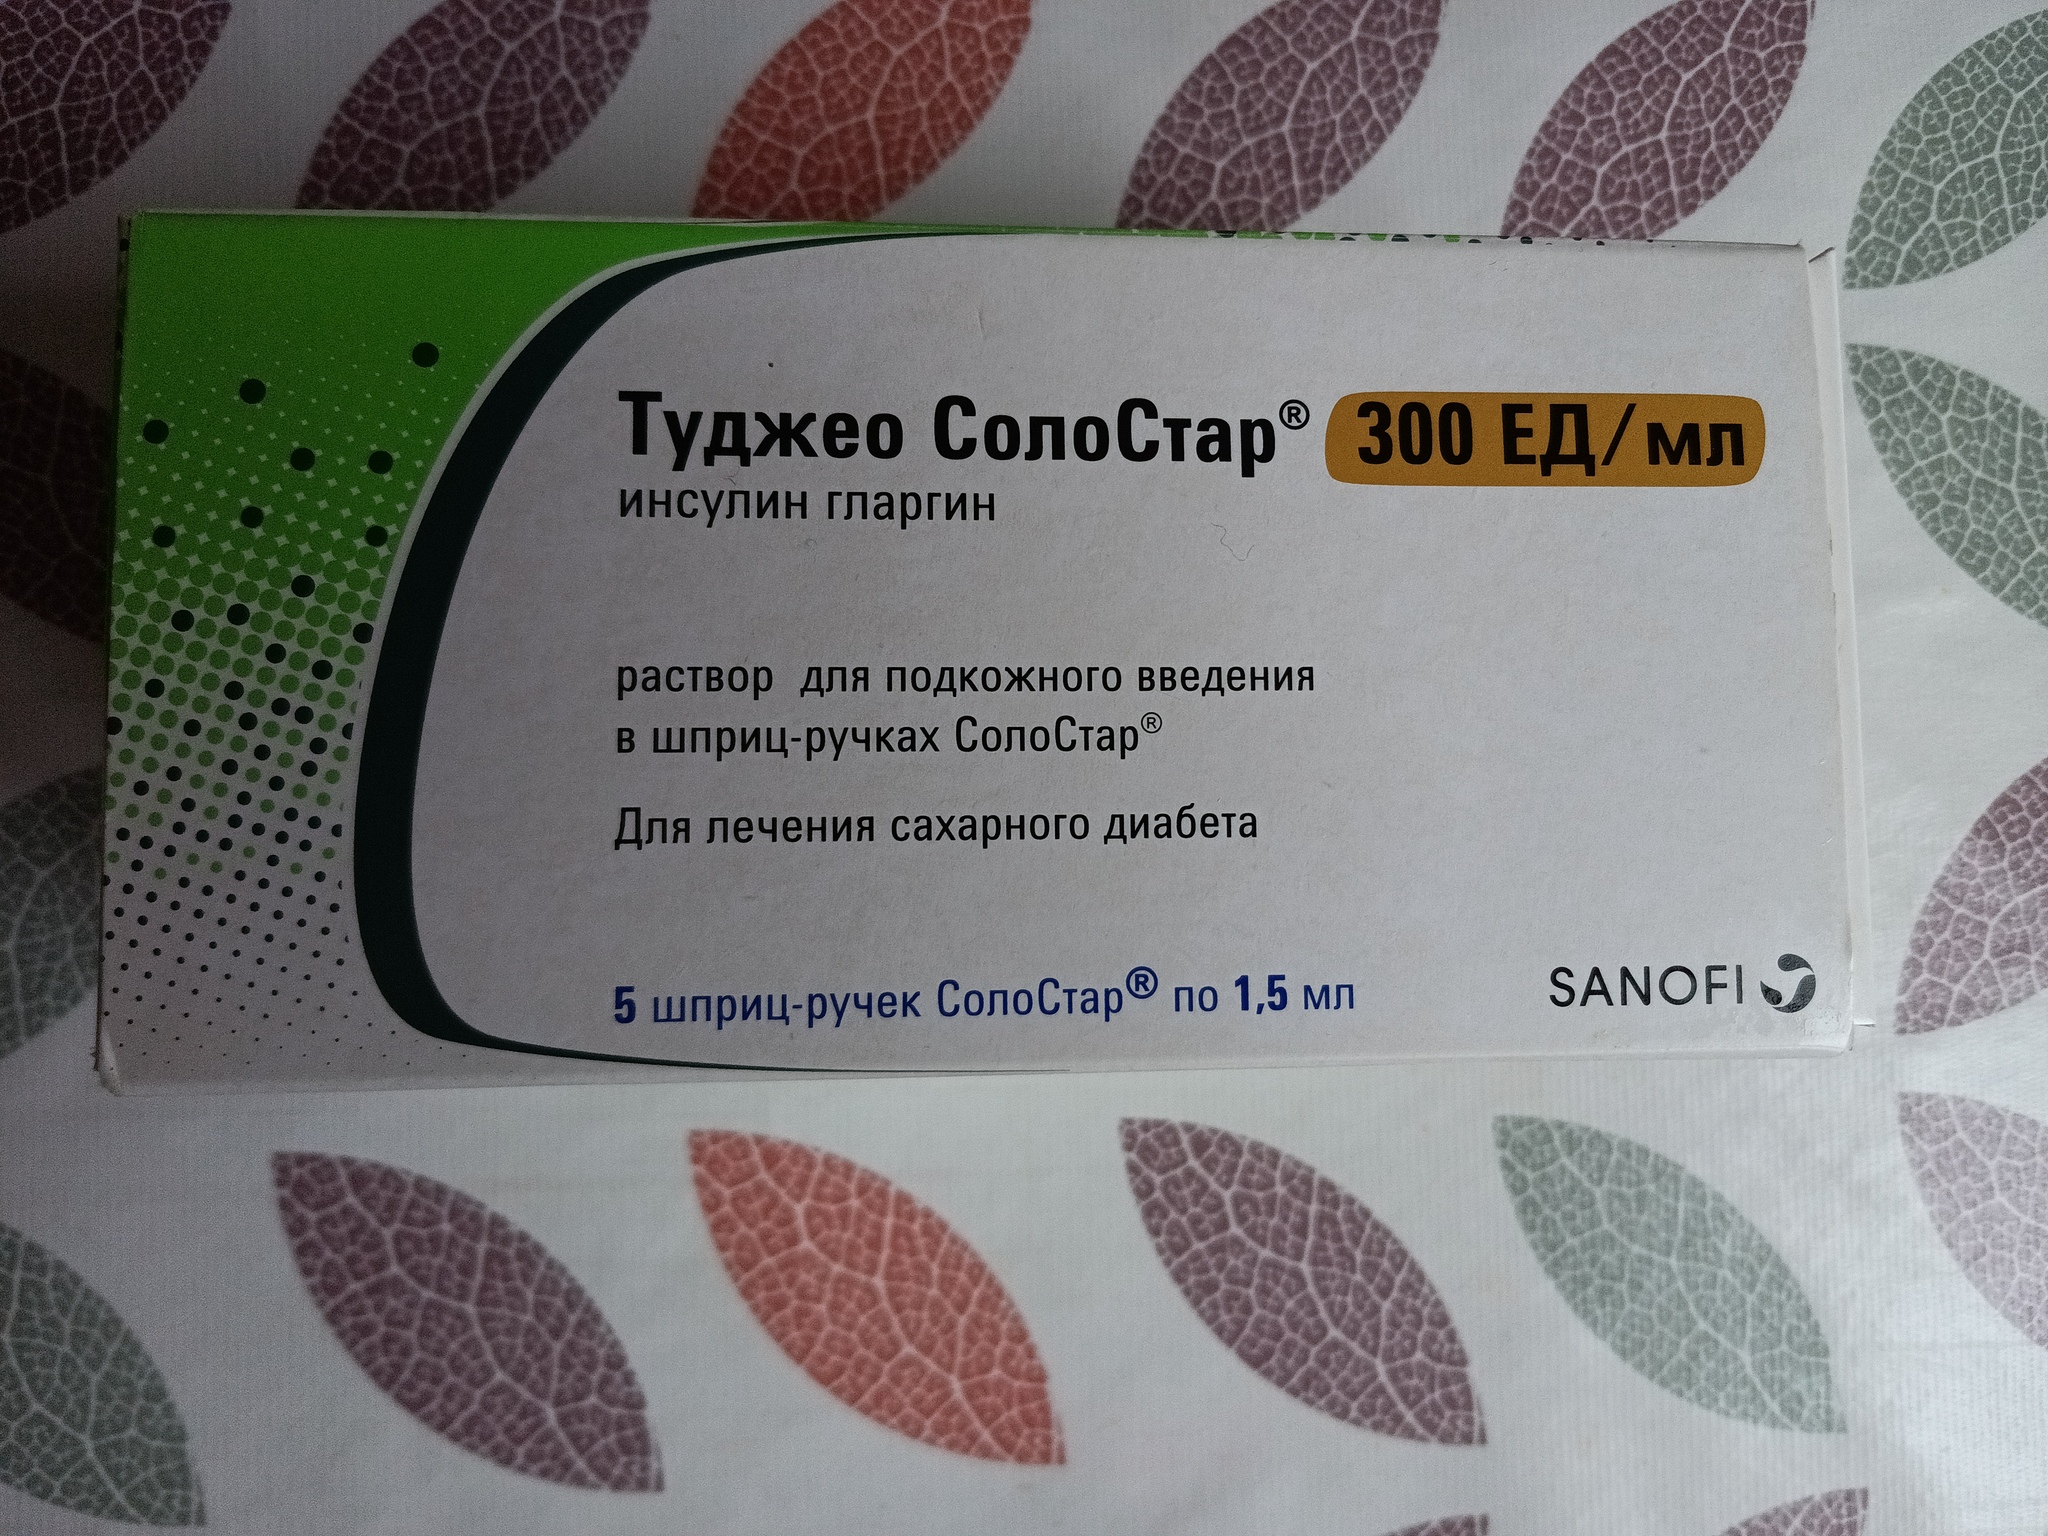 Туджео СолоСтар® 300 ЕД/мл
инсулин гларгин
раствор для подкожного введения
в шприц-ручках СолоСтар®
Для лечения сахарного диабета
5 шприц-ручек СолоСтар® по 1,5 мл
SANOFI